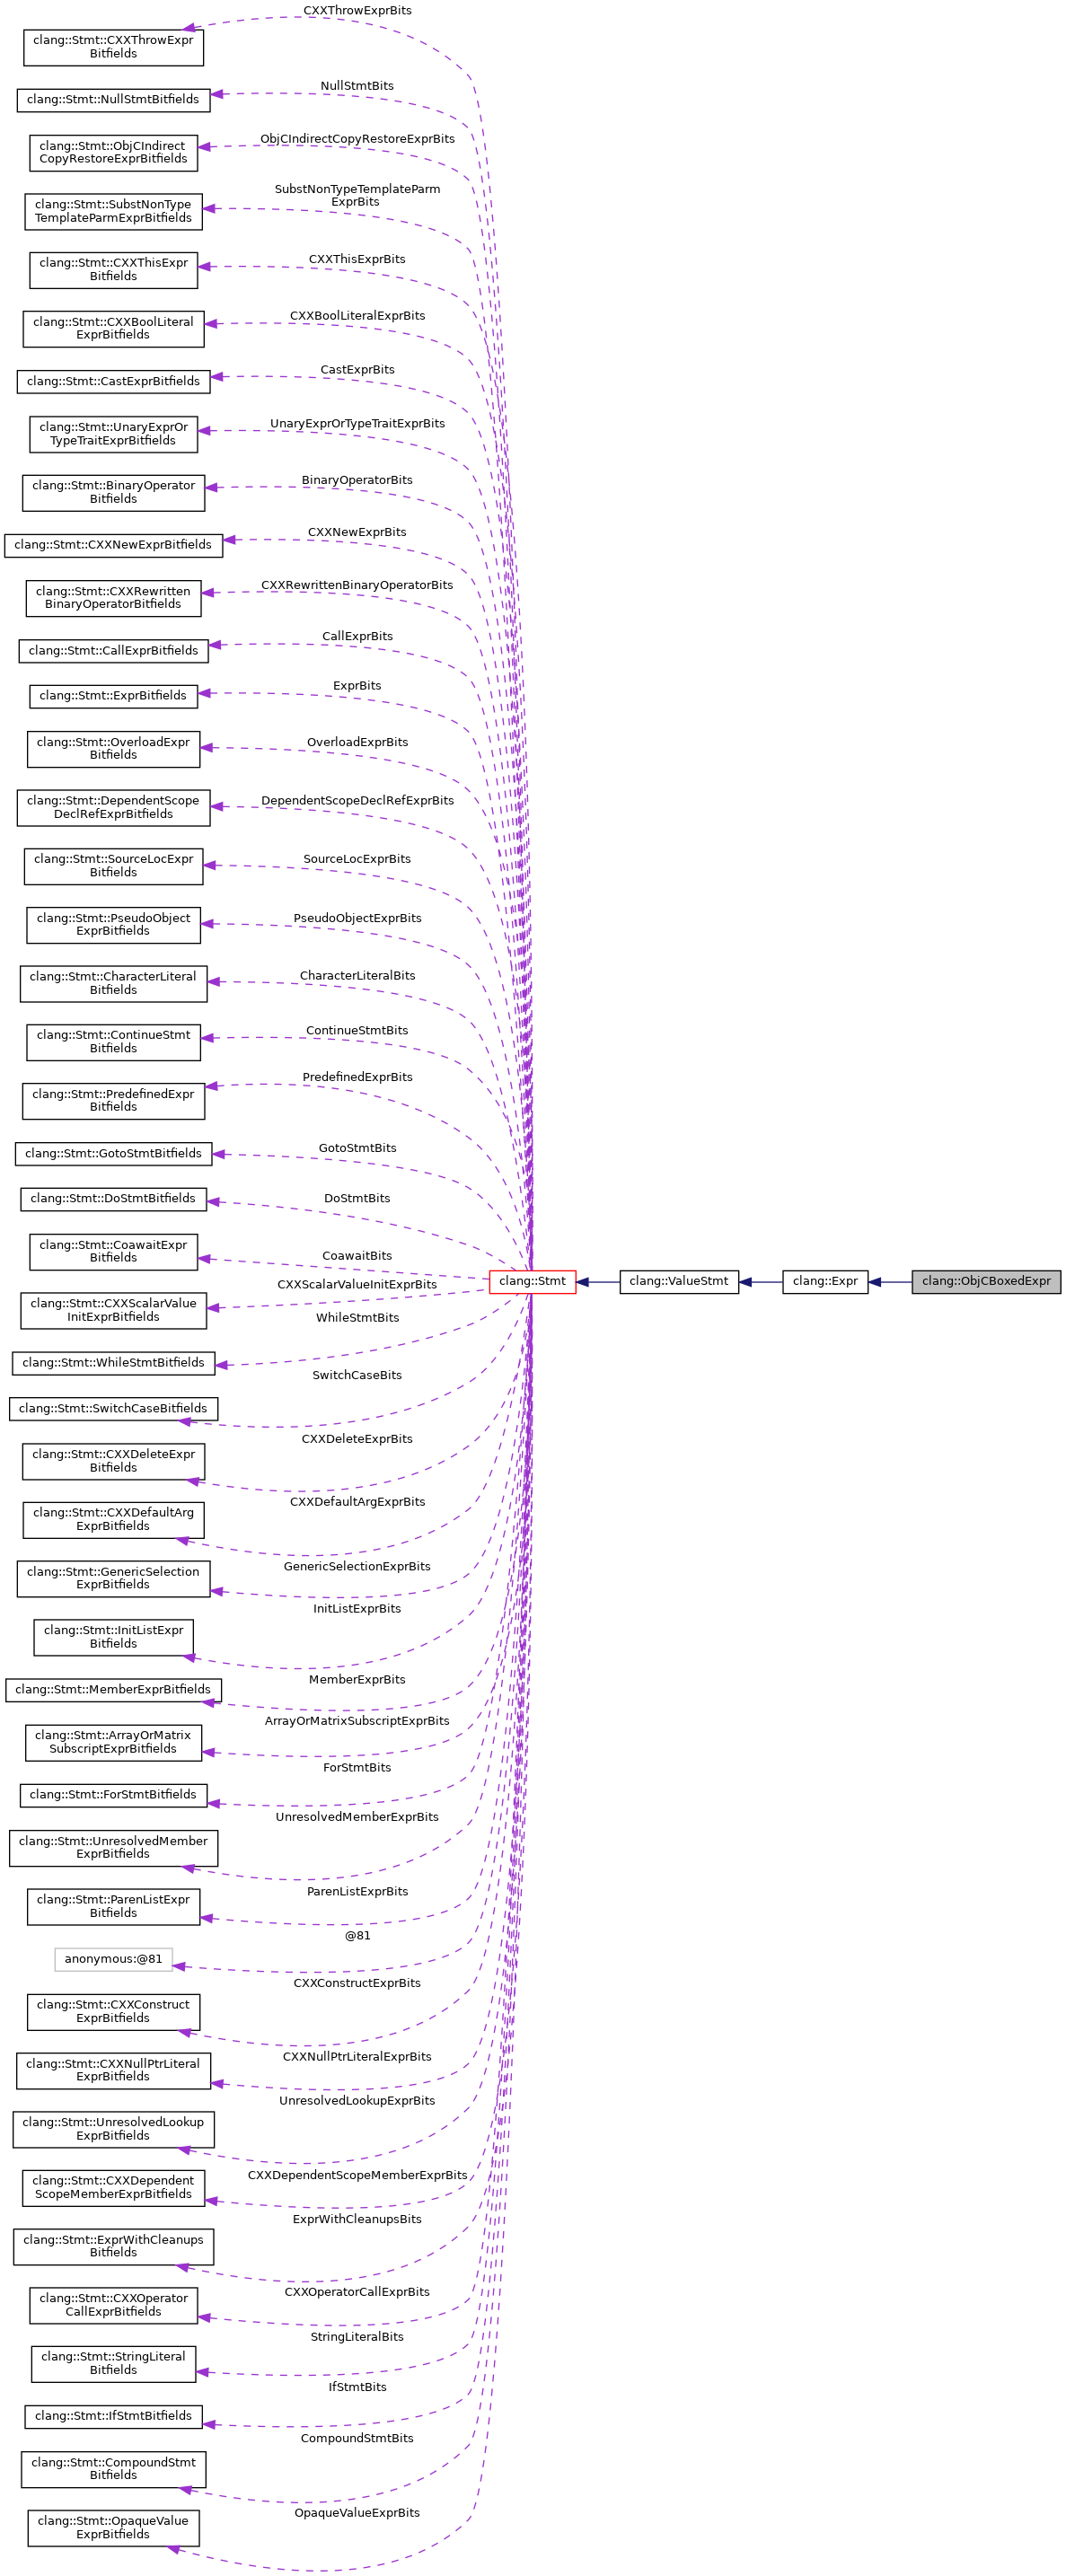 CXXThrowExprBits
clang::Stmt::CXXThrowExpr
Bitfields
NullStmtBits
clang::Stmt::NullStmtBitfields
ObjCIndirectCopyRestoreExprBits
clang::Stmt::ObjCIndirect
CopyRestoreExprBitfields
SubstNonTypeTemplateParm
ExprBits
clang::Stmt::SubstNonType
TemplateParmExprBitfields
CXXThisExprBits
clang::Stmt::CXXThisExpr
Bitfields
CXXBoolLiteralExprBits
clang::Stmt::CXXBoolLiteral
ExprBitfields
CastExprBits
clang::Stmt::CastExprBitfields
UnaryExprOrTypeTraitExprBits
clang::Stmt::UnaryExprOr
TypeTraitExprBitfields
BinaryOperatorBits
clang::Stmt::BinaryOperator
Bitfields
CXXNewExprBits
clang::Stmt::CXXNewExprBitfields
CXXRewrittenBinaryOperatorBits
clang::Stmt::CXXRewritten
BinaryOperatorBitfields
CallExprBits
clang::Stmt::CallExprBitfields
ExprBits
clang::Stmt::ExprBitfields
OverloadExprBits
clang::Stmt::OverloadExpr
Bitfields
DependentScopeDeclRefExprBits
clang::Stmt::DependentScope
DeclRefExprBitfields
SourceLocExprBits
clang::Stmt::SourceLocExpr
Bitfields
PseudoObjectExprBits
clang::Stmt::PseudoObject
ExprBitfields
CharacterLiteralBits
clang::Stmt::CharacterLiteral
Bitfields
ContinueStmtBits
clang::Stmt::ContinueStmt
Bitfields
PredefinedExprBits
clang::Stmt::PredefinedExpr
Bitfields
GotoStmtBits
clang::Stmt::GotoStmtBitfields
DoStmtBits
clang::Stmt::DoStmtBitfields
CoawaitBits
clang::Stmt::CoawaitExpr
Bitfields
clang::Stmt
clang::ValueStmt
clang::Expr
clang::ObjCBoxedExpr
CXXScalarValueInitExprBits
clang::Stmt::CXXScalarValue
InitExprBitfields
WhileStmtBits
clang::Stmt::WhileStmtBitfields
SwitchCaseBits
clang::Stmt::SwitchCaseBitfields
CXXDeleteExprBits
clang::Stmt::CXXDeleteExpr
Bitfields
CXXDefaultArgExprBits
clang::Stmt::CXXDefaultArg
ExprBitfields
GenericSelectionExprBits
clang::Stmt::GenericSelection
ExprBitfields
InitListExprBits
clang::Stmt::InitListExpr
Bitfields
MemberExprBits
clang::Stmt::MemberExprBitfields
ArrayOrMatrixSubscriptExprBits
clang::Stmt::ArrayOrMatrix
SubscriptExprBitfields
ForStmtBits
clang::Stmt::ForStmtBitfields
UnresolvedMemberExprBits
clang::Stmt::UnresolvedMember
ExprBitfields
ParenListExprBits
clang::Stmt::ParenListExpr
Bitfields
@81
anonymous:@81
CXXConstructExprBits
clang::Stmt::CXXConstruct
ExprBitfields
CXXNullPtrLiteralExprBits
clang::Stmt::CXXNullPtrLiteral
ExprBitfields
UnresolvedLookupExprBits
clang::Stmt::UnresolvedLookup
ExprBitfields
CXXDependentScopeMemberExprBits
clang::Stmt::CXXDependent
ScopeMemberExprBitfields
ExprWithCleanupsBits
clang::Stmt::ExprWithCleanups
Bitfields
CXXOperatorCallExprBits
clang::Stmt::CXXOperator
CallExprBitfields
StringLiteralBits
clang::Stmt::StringLiteral
Bitfields
IfStmtBits
clang::Stmt::IfStmtBitfields
CompoundStmtBits
clang::Stmt::CompoundStmt
Bitfields
OpaqueValueExprBits
clang::Stmt::OpaqueValue
ExprBitfields